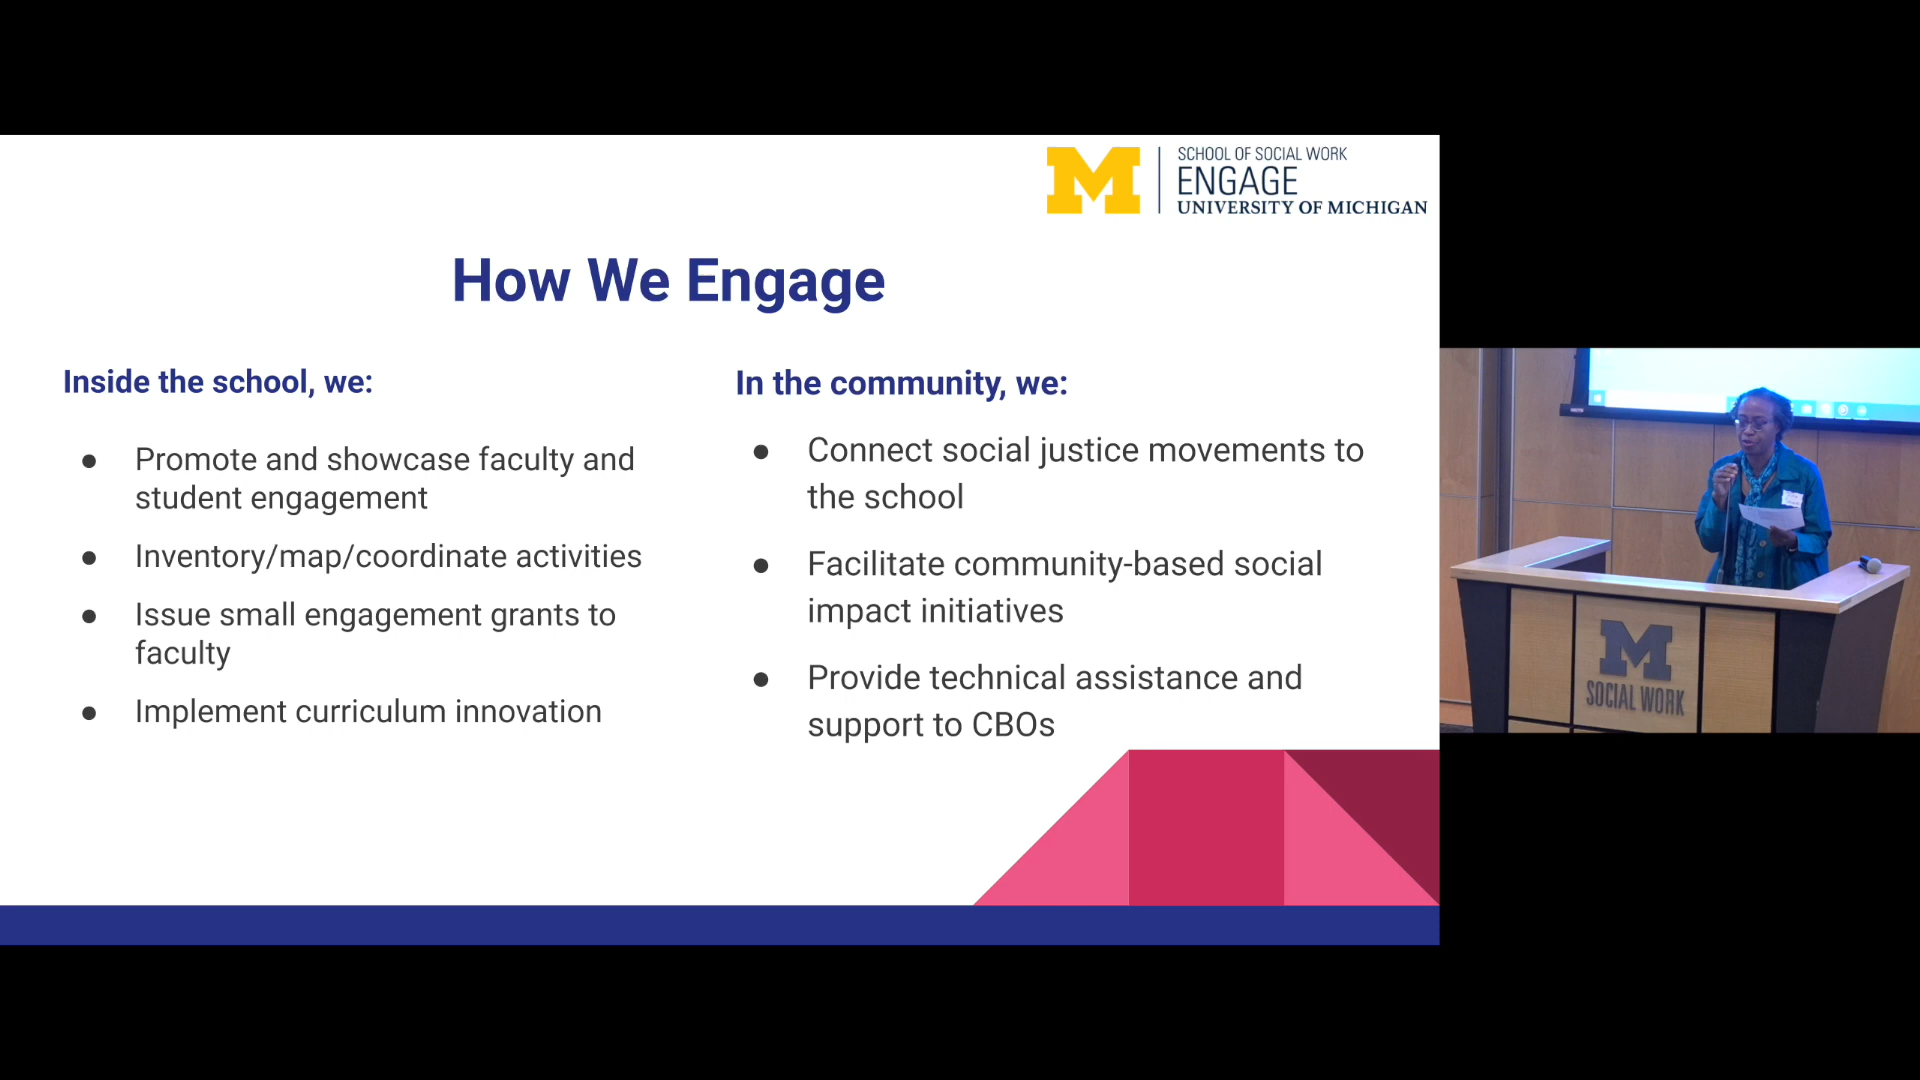 SCHOOL OF SOCIAL WORK
ENGAGE
UNIVERSITY OF MICHIGAN
How We Engage
Inside the school, we:
● Promote and showcase faculty and
student engagement
● Inventory/map/coordinate activities
● Issue small engagement grants to
faculty
● Implement curriculum innovation
In the community, we:
● Connect social justice movements to
the school
● Facilitate community-based social
impact initiatives
● Provide technical assistance and
support to CBOs
M
SOCIAL WORK